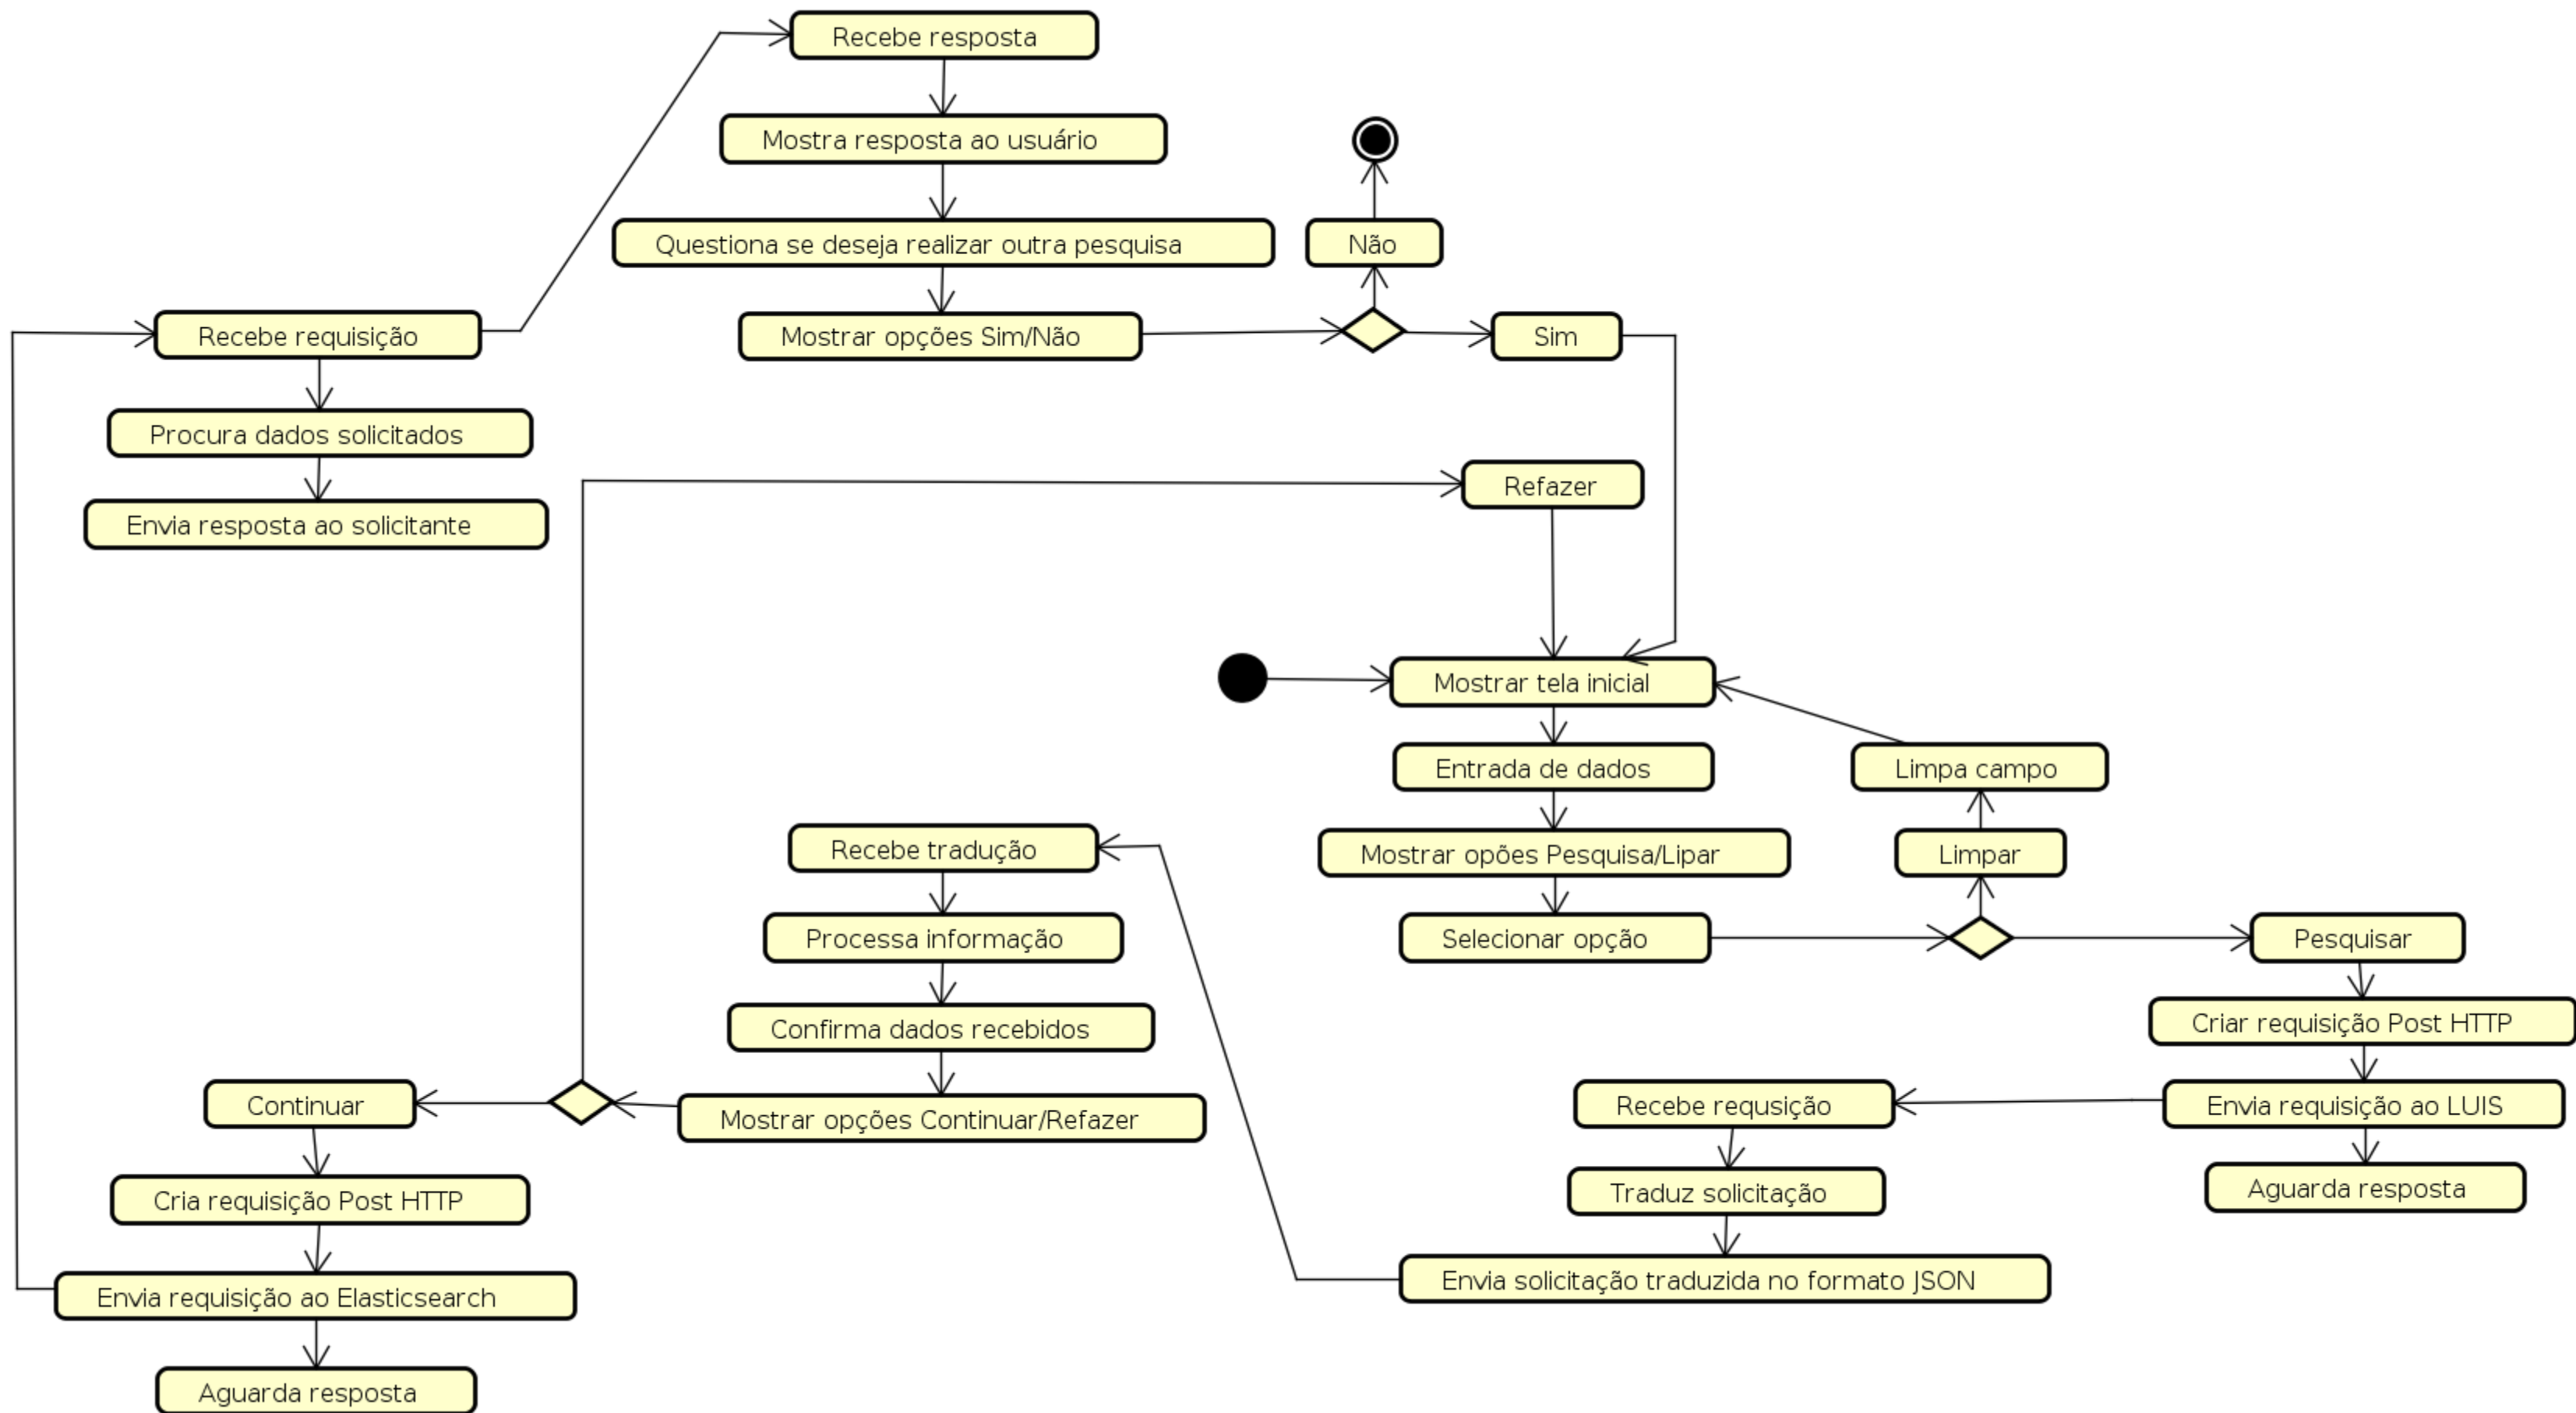 Recebe resposta
Mostra resposta ao usuário
Questiona se deseja realizar outra pesquisa
Não
Recebe requisição
Mostrar opções Sim/Não
Sim
Procura dados solicitados
Refazer
Envia resposta ao solicitante
Mostrar tela inicial
Entrada de dados
Limpa campo
Recebe tradução
Mostrar opões Pesquisa/Lipar
Limpar
Processa informação
Selecionar opção
Pesquisar
Confirma dados recebidos
Criar requisição Post HTTP
Continuar
Mostrar opções Continuar/Refazer
Recebe requsição
Envia requisição ao LUIS
Cria requisição Post HTTP
Traduz solicitação
Aguarda resposta
Envia requisição ao Elasticsearch
Envia solicitação traduzida no formato JSON
Aguarda resposta